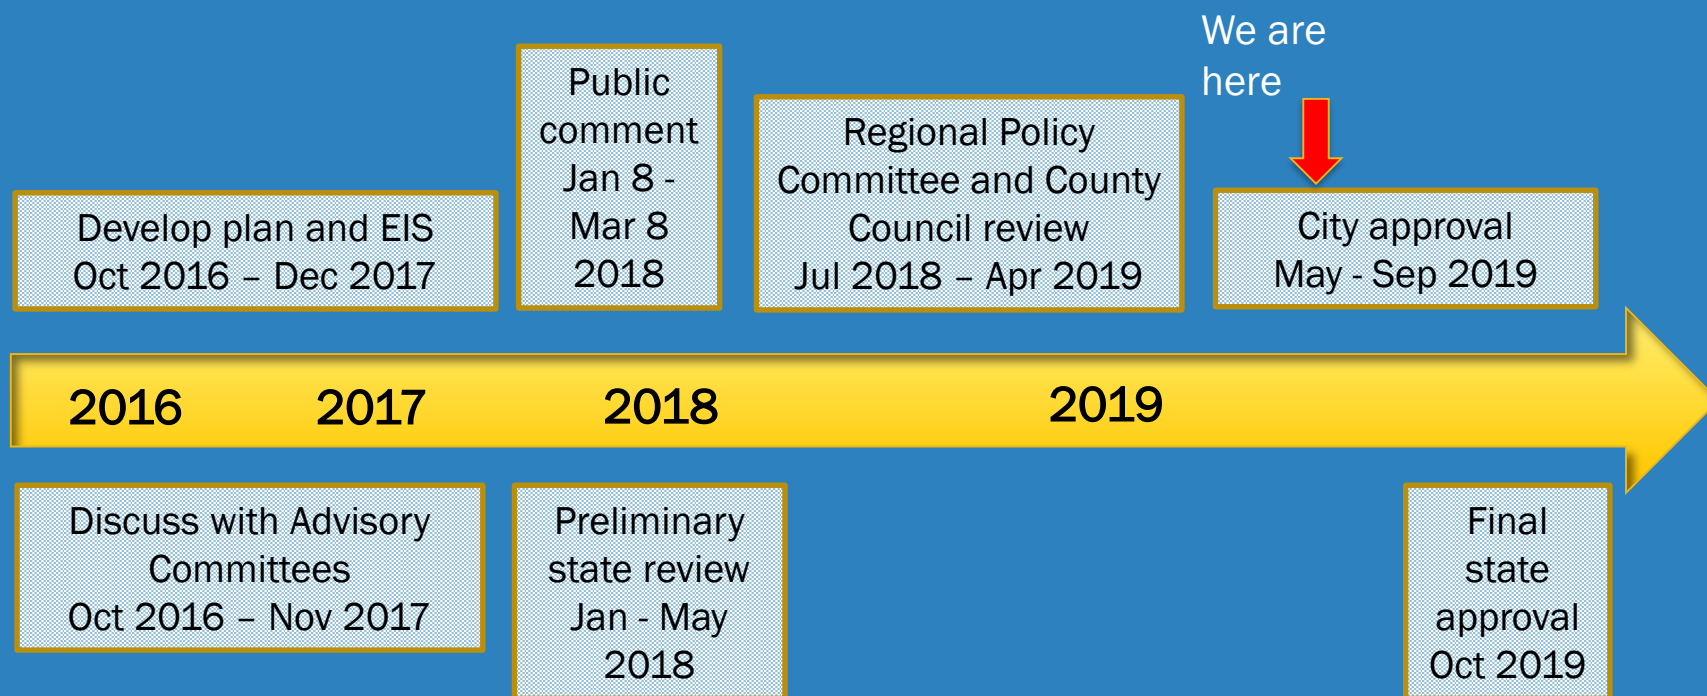 We are
here
Public
comment
Jan 8 -
Mar 8
2018
Regional Policy
Committee and County
Council review
Jul 2018 – Apr 2019
Develop plan and EIS
Oct 2016 – Dec 2017
City approval
May - Sep 2019
2016
2017
2018
2019
Discuss with Advisory
Committees
Oct 2016 – Nov 2017
Preliminary
state review
Jan - May
2018
Final
state
approval
Oct 2019